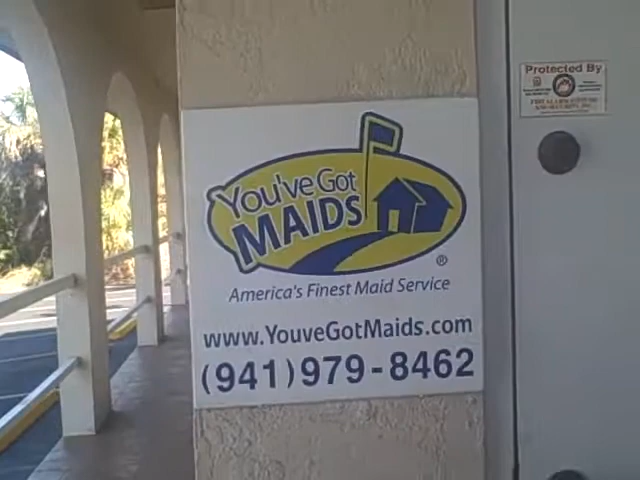 You've Got
MAIDS
®
America's Finest Maid Service
www.YouveGotMaids.com
(941)979-8462
Protected By